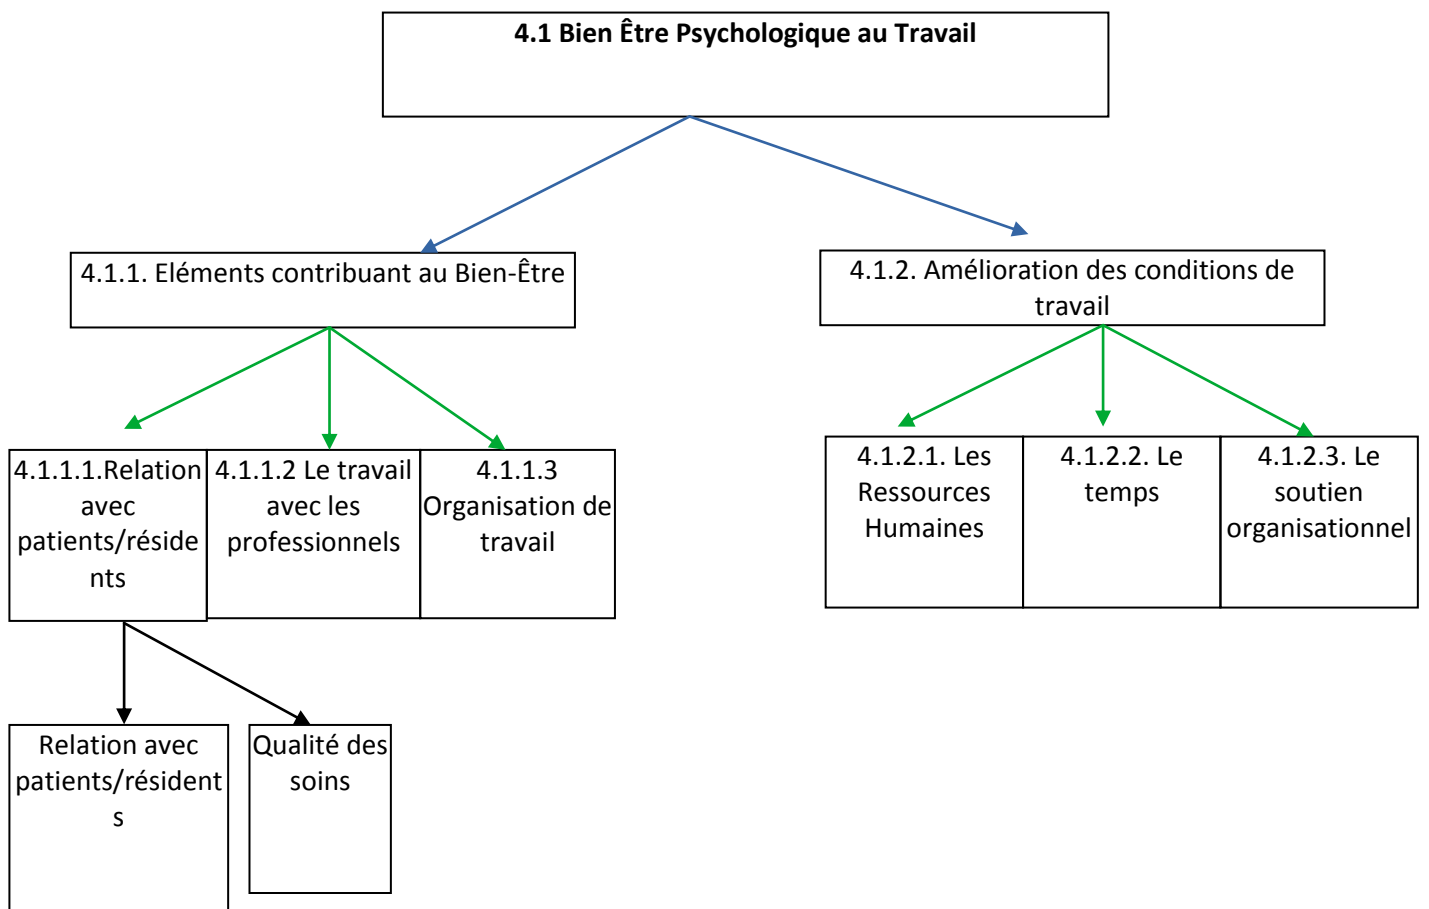 4.1 Bien Être Psychologique au Travail
4.1.1. Eléments contribuant au Bien-Être
4.1.2. Amélioration des conditions de
travail
4.1.1.1.Relation
avec
patients/réside
nts
4.1.1.2 Le travail
avec les
professionnels
4.1.1.3
Organisation de
travail
4.1.2.1. Les
Ressources
Humaines
4.1.2.2. Le
temps
4.1.2.3. Le
soutien
organisationnel
Relation avec
patients/résident
s
Qualité des
soins